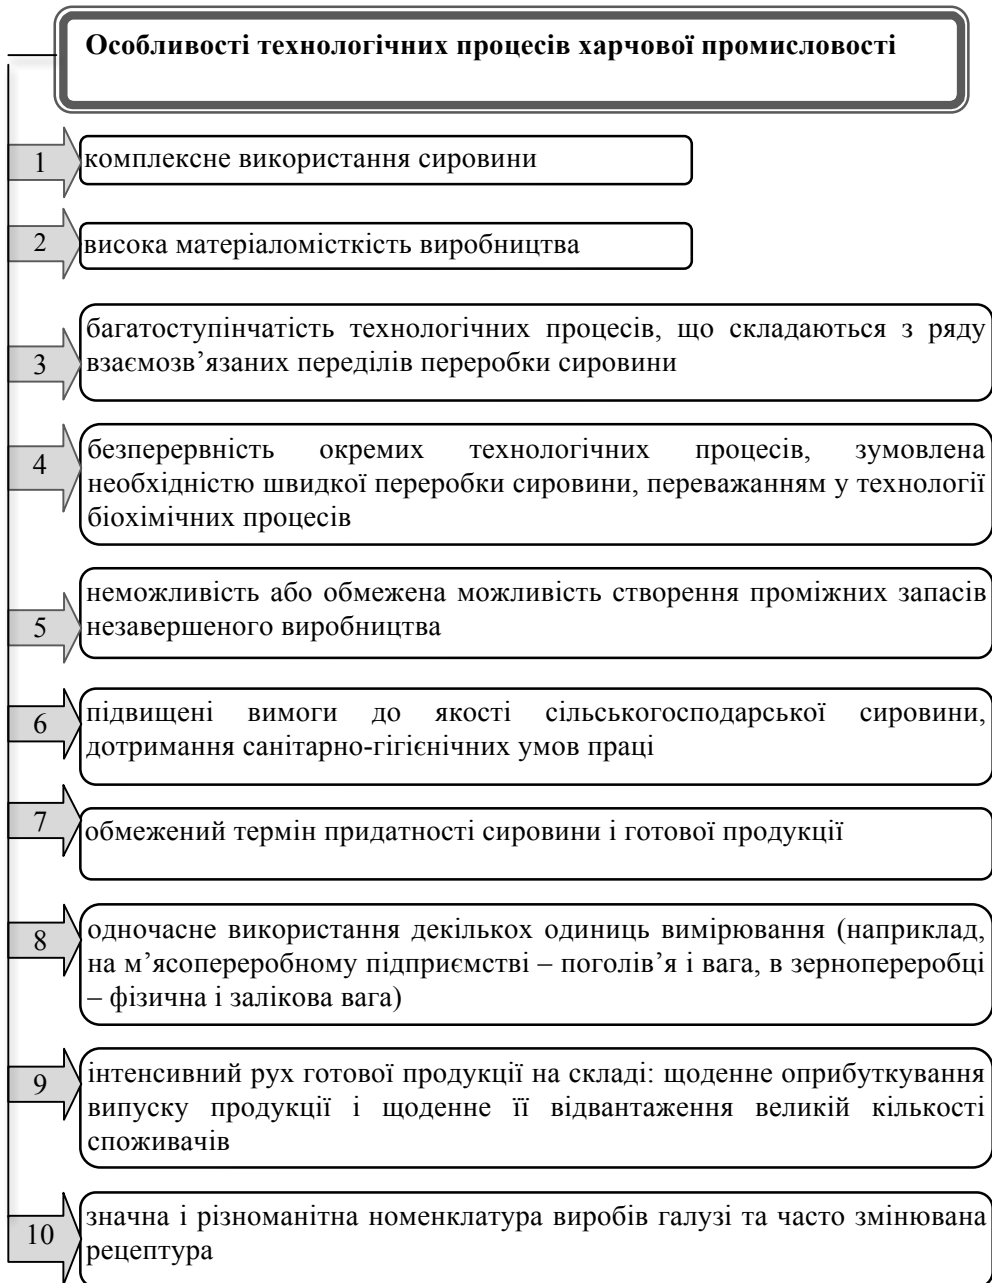 Особливості технологічних процесів харчової промисловості
1
комплексне використання сировини
2
висока матеріаломісткість виробництва
3
багатоступінчатість технологічних процесів, що складаються з ряду
взаємозв’язаних переділів переробки сировини
4
безперервність окремих технологічних процесів, зумовлена
необхідністю швидкої переробки сировини, переважанням у технології
біохімічних процесів
5
неможливість або обмежена можливість створення проміжних запасів
незавершеного виробництва
6
підвищені вимоги до якості сільськогосподарської сировини,
дотримання санітарно-гігієнічних умов праці
7
обмежений термін придатності сировини і готової продукції
8
одночасне використання декількох одиниць вимірювання (наприклад,
на м’ясопереробному підприємстві – поголів’я і вага, в зернопереробці
– фізична і залікова вага)
9
інтенсивний рух готової продукції на складі: щоденне оприбуткування
випуску продукції і щоденне її відвантаження великій кількості
споживачів
10
значна і різноманітна номенклатура виробів галузі та часто змінювана
рецептура